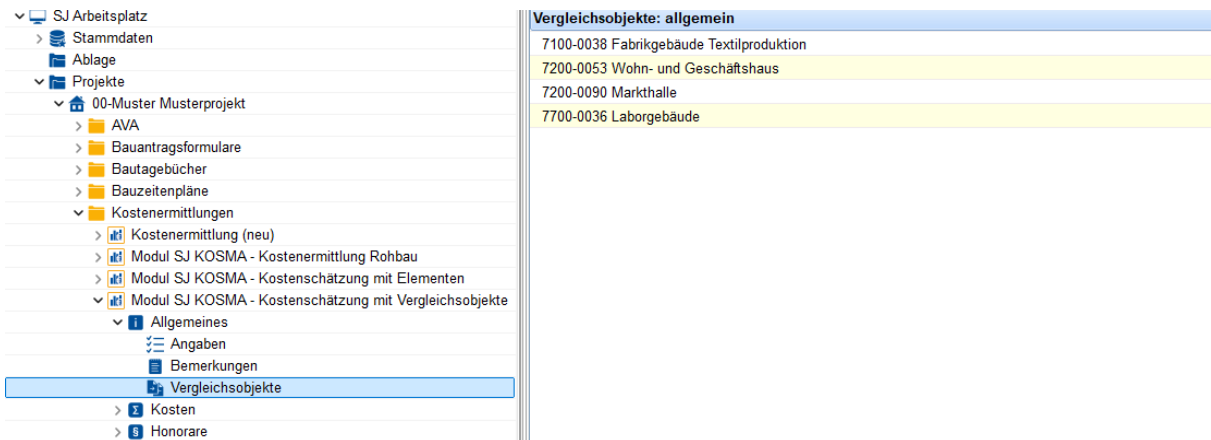 SJ Arbeitsplatz
Stammdaten
Ablage
Projekte
00-Muster Musterprojekt
AVA
Bauantragsformulare
Bautagebücher
Bauzeitenpläne
Kostenermittlungen
Kostenermittlung (neu)
Modul SJ KOSMA - Kostenermittlung Rohbau
Modul SJ KOSMA - Kostenschätzung mit Elementen
Modul SJ KOSMA - Kostenschätzung mit Vergleichsobjekte
Allgemeines
Angaben
Bemerkungen
Vergleichsobjekte
Kosten
Honorare
Vergleichsobjekte: allgemein
7100-0038 Fabrikgebäude Textilproduktion
7200-0053 Wohn- und Geschäftshaus
7200-0090 Markthalle
7700-0036 Laborgebäude